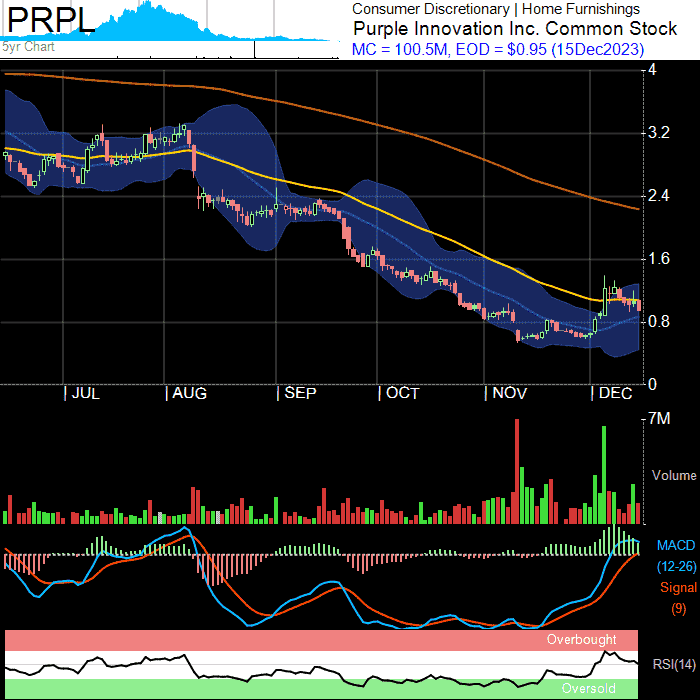 PRPL
5yr Chart
Consumer Discretionary | Home Furnishings
Purple Innovation Inc. Common Stock
MC = 100.5M, EOD = $0.95 (15Dec2023)
4
3.2
2.4
1.6
0.8
0
| JUL | AUG | SEP | OCT | NOV | DEC
7M
Volume
MACD
(12-26)
Signal
(9)
Overbought
RSI(14)
Oversold